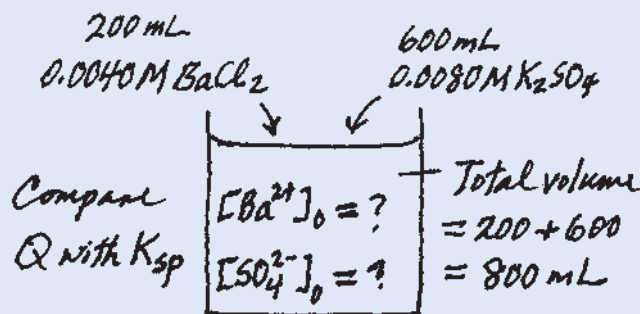 200 mL
0.0040 M BaCl₂
600 mL
0.0080 M K₂SO₄
Compare
Q with Ksp
[Ba²⁺]₀ = ?
[SO₄²⁻]₀ = ?
Total volume
= 200 + 600
= 800 mL